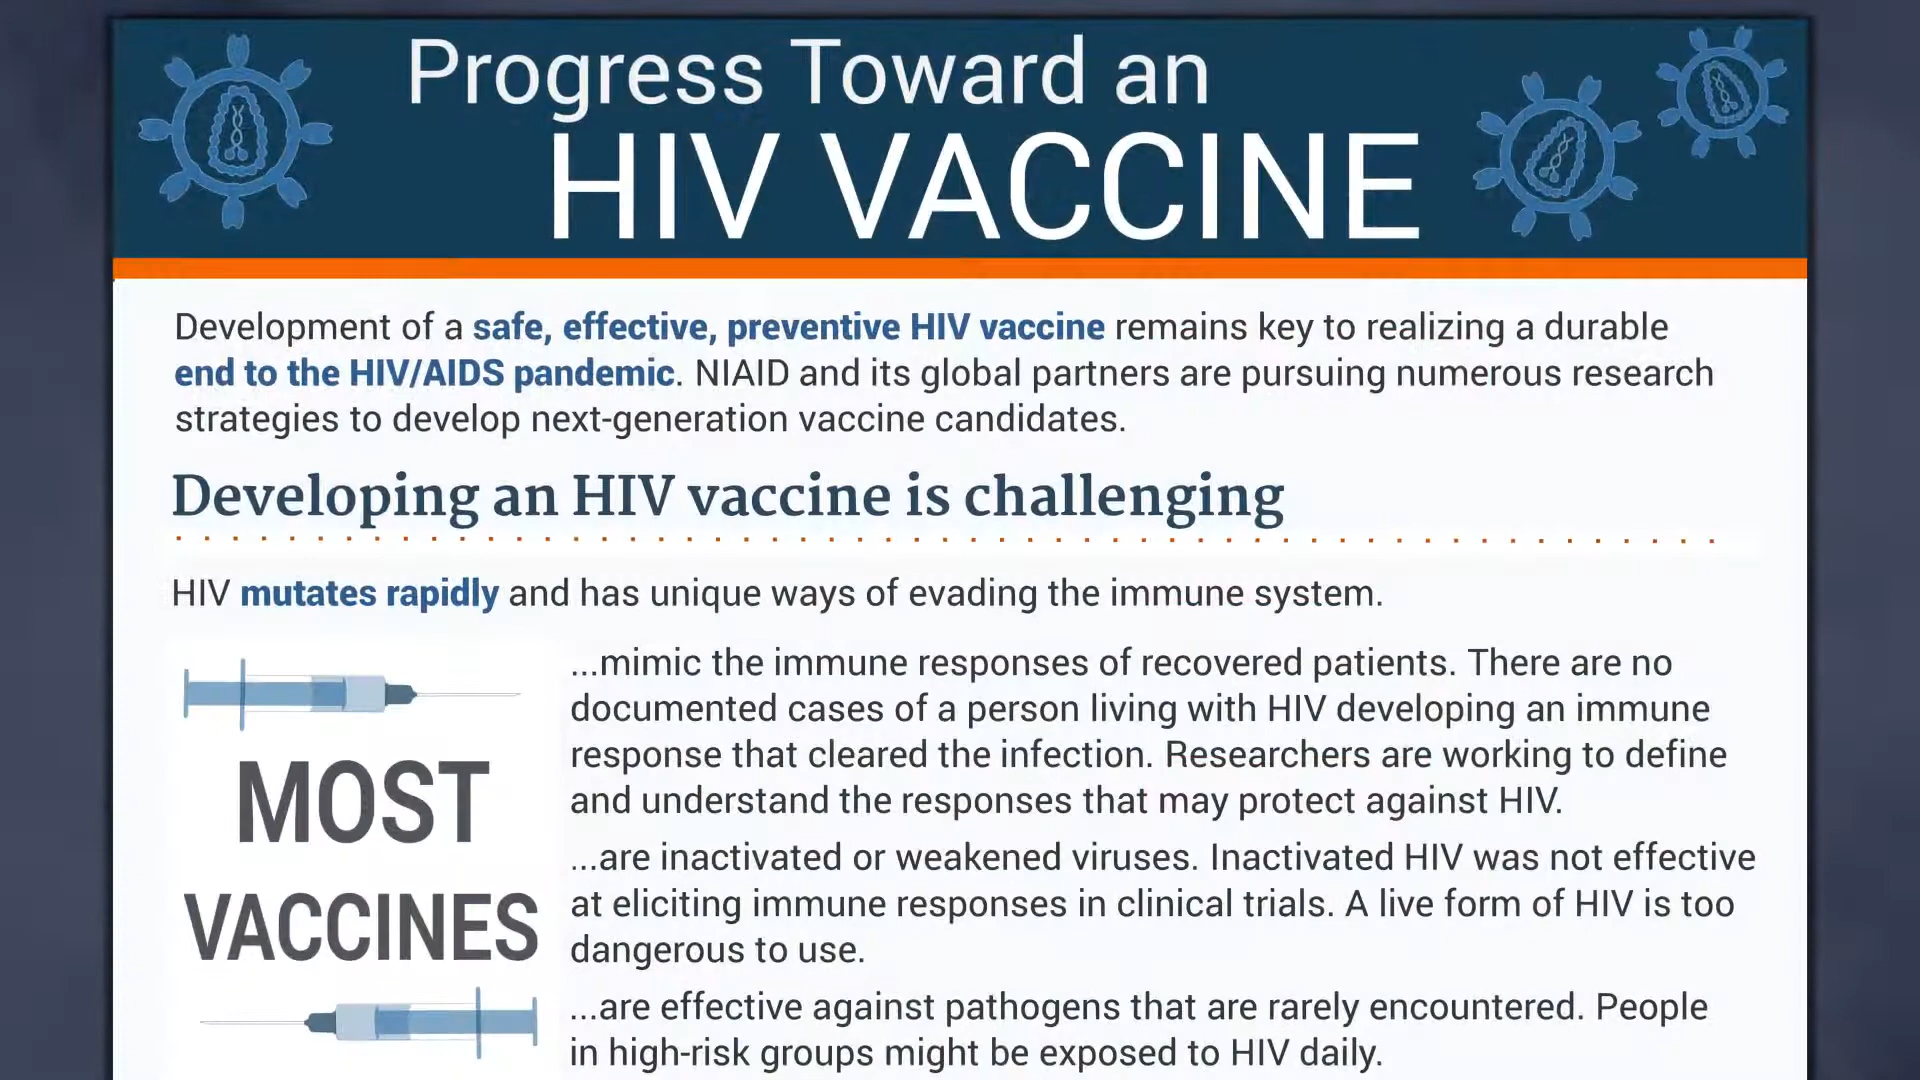 Progress Toward an
HIV VACCINE
Development of a safe, effective, preventive HIV vaccine remains key to realizing a durable
end to the HIV/AIDS pandemic. NIAID and its global partners are pursuing numerous research
strategies to develop next-generation vaccine candidates.
Developing an HIV vaccine is challenging
HIV mutates rapidly and has unique ways of evading the immune system.
MOST
VACCINES
...mimic the immune responses of recovered patients. There are no
documented cases of a person living with HIV developing an immune
response that cleared the infection. Researchers are working to define
and understand the responses that may protect against HIV.
...are inactivated or weakened viruses. Inactivated HIV was not effective
at eliciting immune responses in clinical trials. A live form of HIV is too
dangerous to use.
...are effective against pathogens that are rarely encountered. People
in high-risk groups might be exposed to HIV daily.